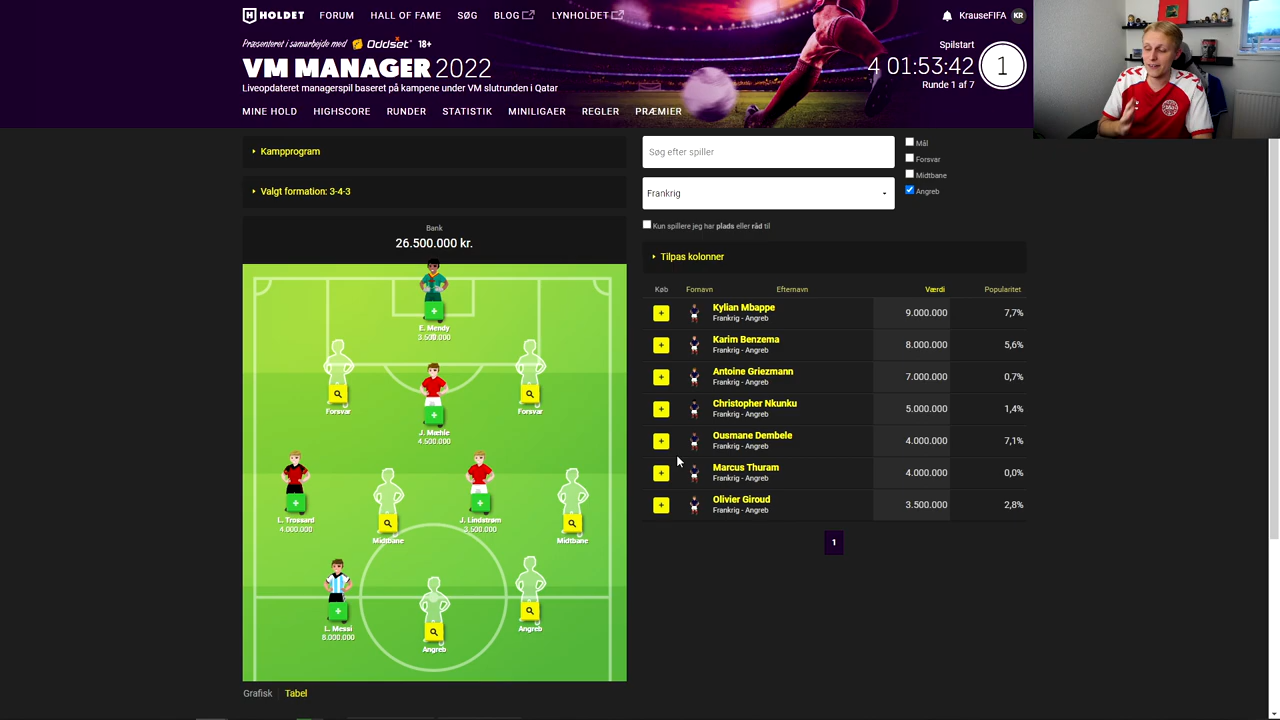 HOLDET FORUM HALL OF FAME SØG BLOG LYNHOLDET KrauseFIFA KR
Præsenteret i samarbejde med Oddset 18+
VM MANAGER 2022
Liveopdateret managerspil baseret på kampene under VM slutrunden i Qatar
Spilstart
4 01:53:42 1
Runde 1 af 7
MINE HOLD HIGHSCORE RUNDER STATISTIK MINILIGAER REGLER PRÆMIER
Kampprogram
Valgt formation: 3-4-3
Bank
26.500.000 kr.
E. Mendy
3.500.000
Forsvar
Forsvar
J. Mæhle
4.500.000
L. Trossard
4.000.000
Midtbane
J. Lindstrøm
3.500.000
Midtbane
L. Messi
8.000.000
Angreb
Angreb
Grafisk Tabel
Søg efter spiller
Frankrig
Mål
Forsvar
Midtbane
Angreb
Kun spillere jeg har plads eller råd til
Tilpas kolonner
Køb Fornavn Efternavn Værdi Popularitet
+ Kylian Mbappe 9.000.000 7,7%
Frankrig - Angreb
+ Karim Benzema 8.000.000 5,6%
Frankrig - Angreb
+ Antoine Griezmann 7.000.000 0,7%
Frankrig - Angreb
+ Christopher Nkunku 5.000.000 1,4%
Frankrig - Angreb
+ Ousmane Dembele 4.000.000 7,1%
Frankrig - Angreb
+ Marcus Thuram 4.000.000 0,0%
Frankrig - Angreb
+ Olivier Giroud 3.500.000 2,8%
Frankrig - Angreb
1